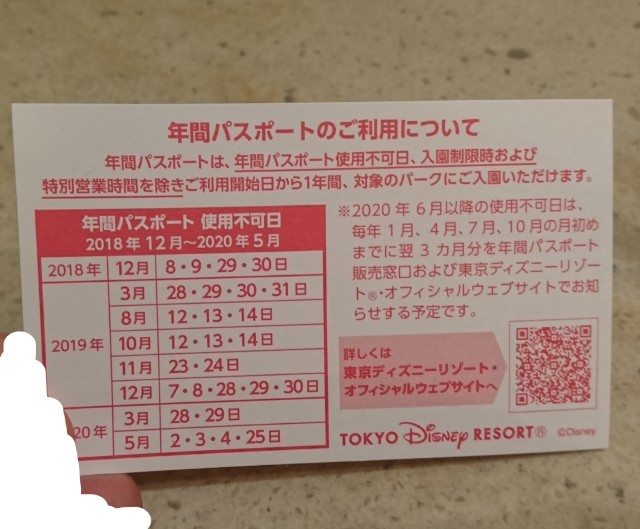 年間パスポートのご利用について
年間パスポートは、年間パスポート使用不可日、入園制限時および
特別営業時間を除きご利用開始日から1年間、対象のパークにご入園いただけます。
年間パスポート 使用不可日
2018年12月～2020年5月
2018年 12月 8・9・29・30日
2019年 3月 28・29・30・31日
8月 12・13・14日
10月 12・13・14日
11月 23・24日
12月 7・8・28・29・30日
20年 3月 28・29日
5月 2・3・4・25日
※2020年6月以降の使用不可日は、
毎年1月、4月、7月、10月の月初め
までに翌3カ月分を年間パスポート
販売窓口および東京ディズニーリゾー
ト®・オフィシャルウェブサイトでお知
らせする予定です。
詳しくは
東京ディズニーリゾート・
オフィシャルウェブサイトへ
TOKYO Disney RESORT® ©Disney